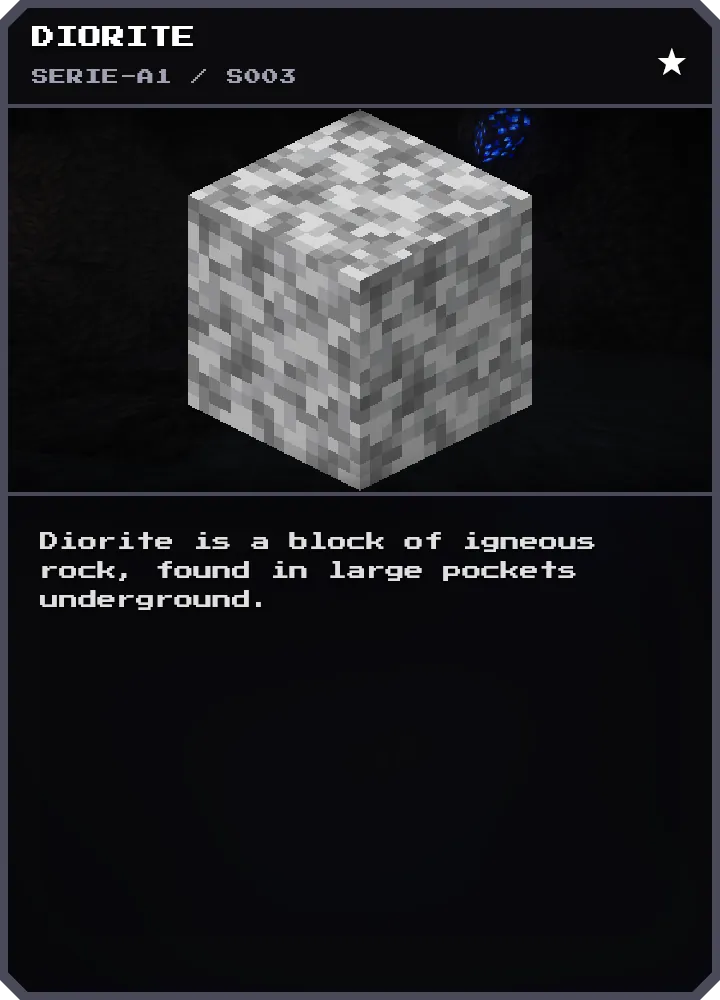 DIORITE
SERIE-A1 / S003
Diorite is a block of igneous
rock, found in large pockets
underground.